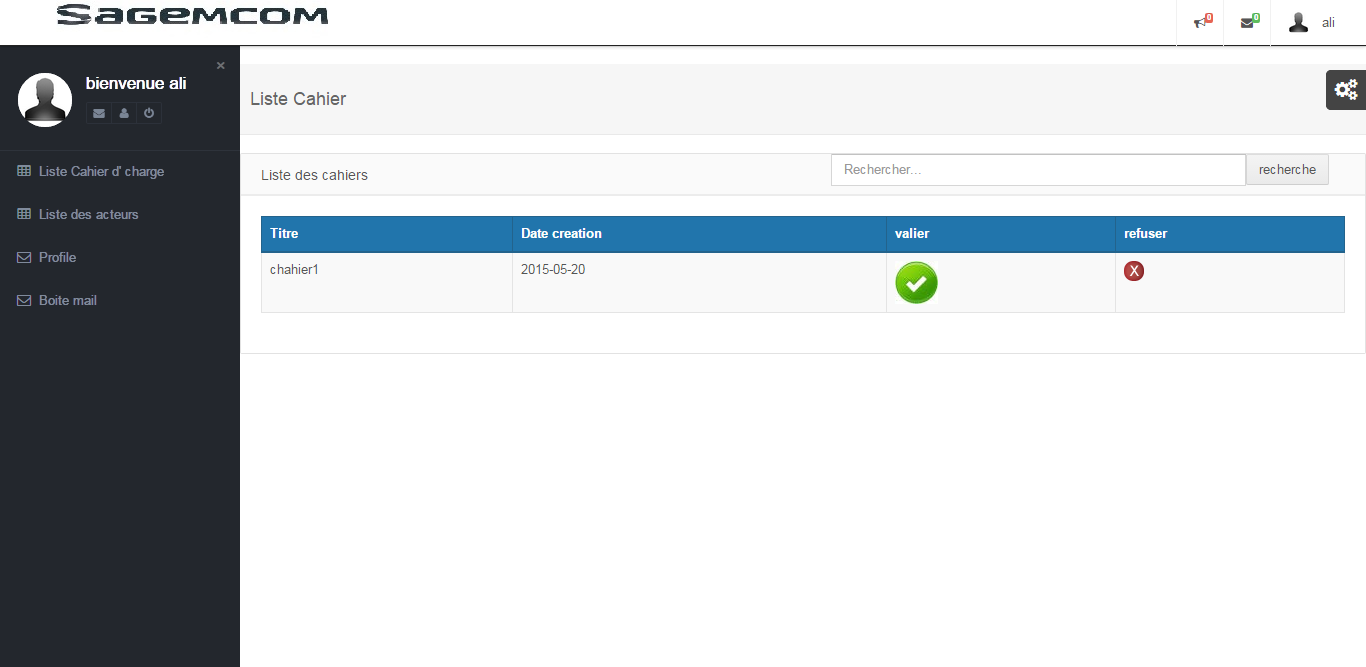 SAGEMCOM
0
0
ali
×
bienvenue ali
Liste Cahier d' charge
Liste des acteurs
Profile
Boite mail
Liste Cahier
Liste des cahiers
Rechercher...
recherche
Titre Date creation valier refuser
chahier1 2015-05-20 X